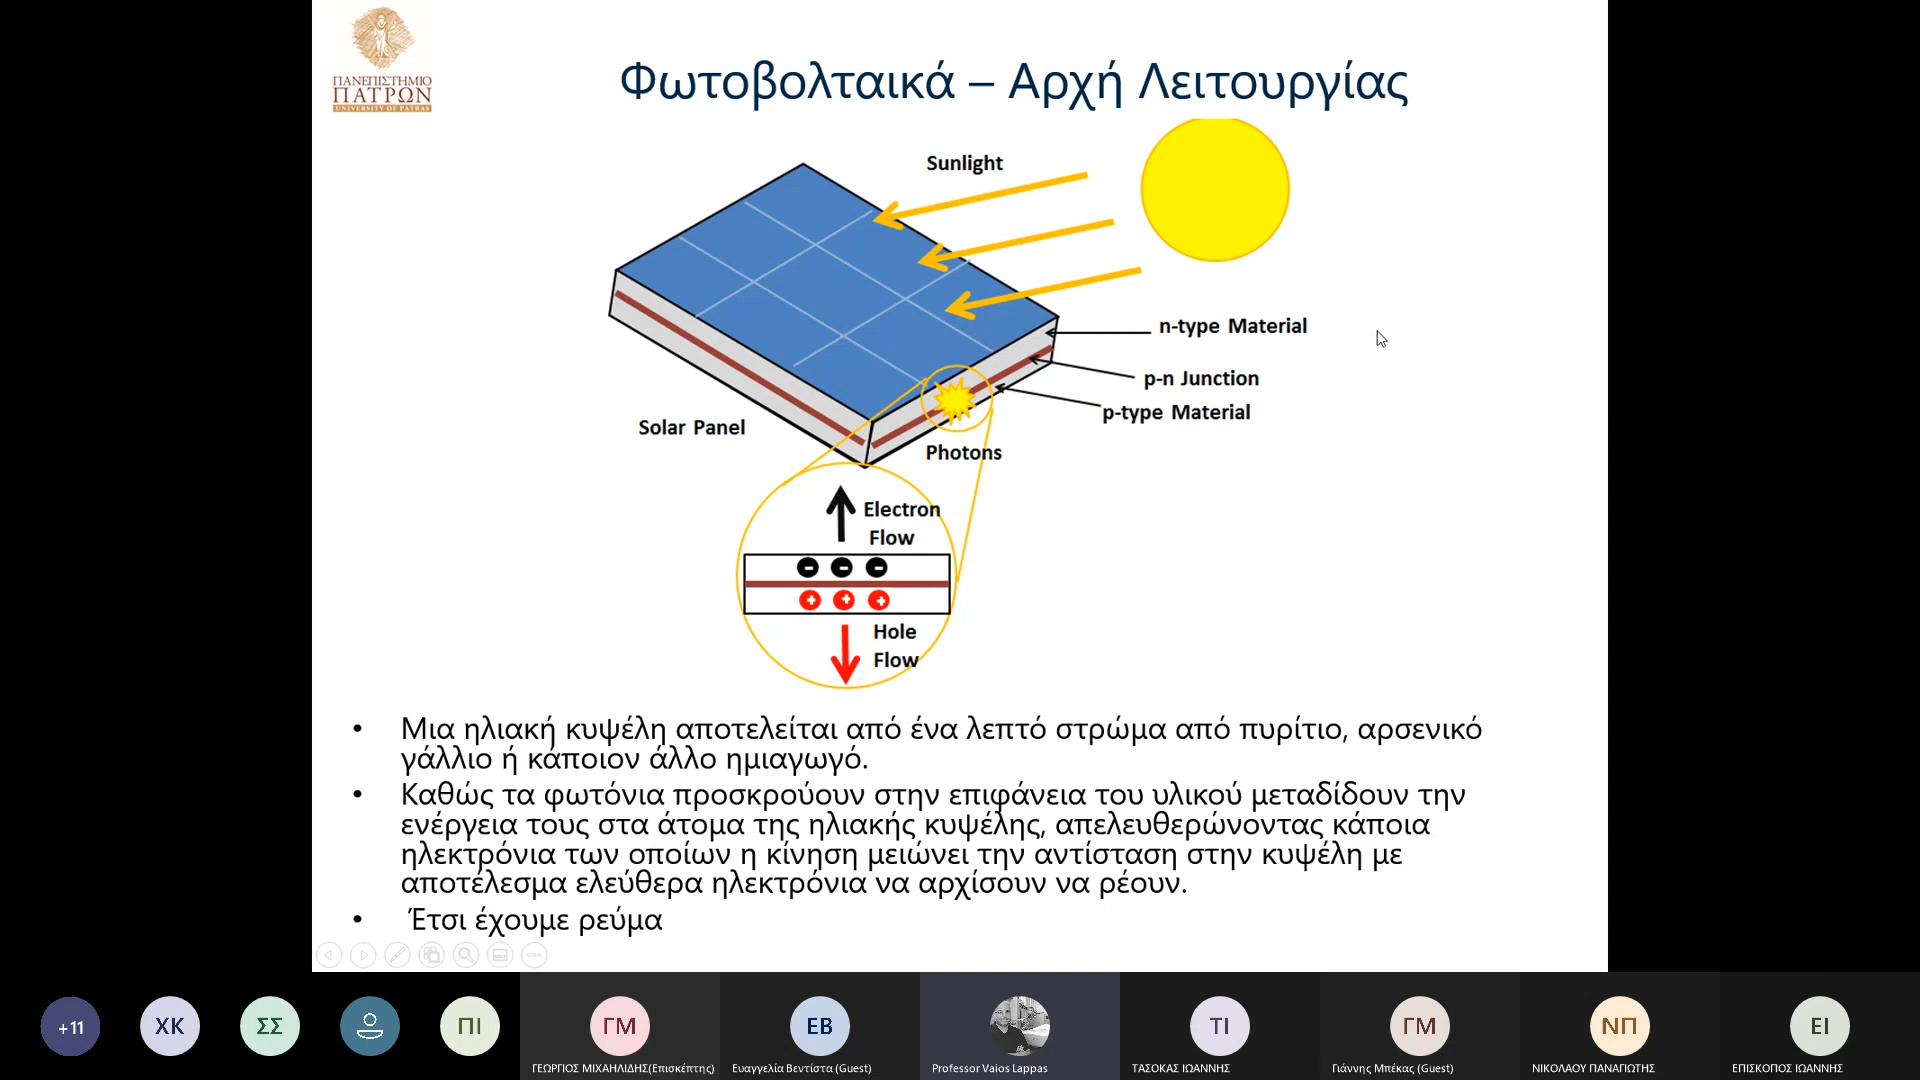 ΠΑΝΕΠΙΣΤΗΜΙΟ
ΠΑΤΡΩΝ
UNIVERSITY OF PATRAS
Φωτοβολταικά – Αρχή Λειτουργίας
Sunlight
n-type Material
p-n Junction
p-type Material
Solar Panel
Photons
Electron
Flow
Hole
Flow
• Μια ηλιακή κυψέλη αποτελείται από ένα λεπτό στρώμα από πυρίτιο, αρσενικό
γάλλιο ή κάποιον άλλο ημιαγωγό.
• Καθώς τα φωτόνια προσκρούουν στην επιφάνεια του υλικού μεταδίδουν την
ενέργεια τους στα άτομα της ηλιακής κυψέλης, απελευθερώνοντας κάποια
ηλεκτρόνια των οποίων η κίνηση μειώνει την αντίσταση στην κυψέλη με
αποτέλεσμα ελεύθερα ηλεκτρόνια να αρχίσουν να ρέουν.
• Έτσι έχουμε ρεύμα
+11
ΧΚ
ΣΣ
ΠΙ
ΓΜ
ΕΒ
ΤΙ
ΓΜ
ΝΠ
ΕΙ
ΓΕΩΡΓΙΟΣ ΜΙΧΑΗΛΙΔΗΣ(Επισκέπτης)
Ευαγγελία Βεντίστα (Guest)
Professor Vaios Lappas
ΤΑΣΟΚΑΣ ΙΩΑΝΝΗΣ
Γιάννης Μπέκας (Guest)
ΝΙΚΟΛΑΟΥ ΠΑΝΑΓΙΩΤΗΣ
ΕΠΙΣΚΟΠΟΣ ΙΩΑΝΝΗΣ